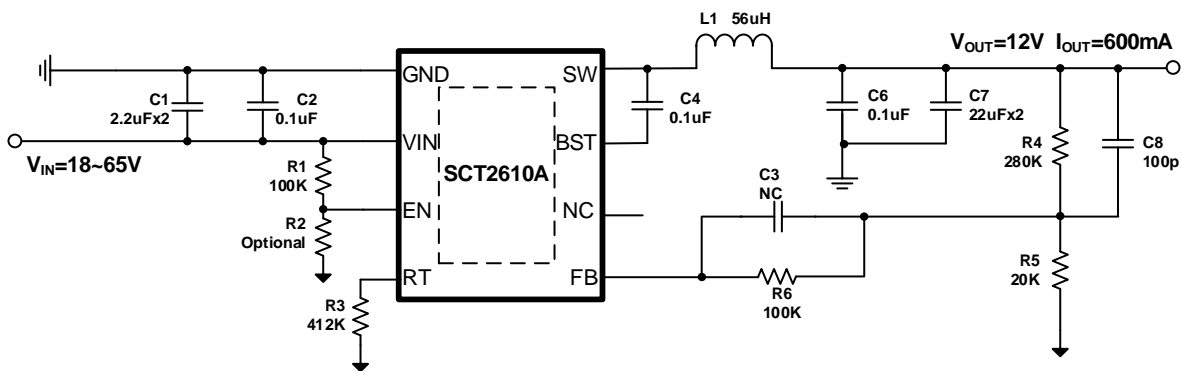 L1 56uH
VOUT=12V IOUT=600mA
GND
SW
C1
2.2uFx2
C2
0.1uF
C4
0.1uF
C6
0.1uF
C7
22uFx2
VIN
BST
R4
280K
C8
100p
VIN=18~65V
R1
100K
SCT2610A
C3
NC
EN
NC
R2
Optional
RT
FB
R6
100K
R5
20K
R3
412K